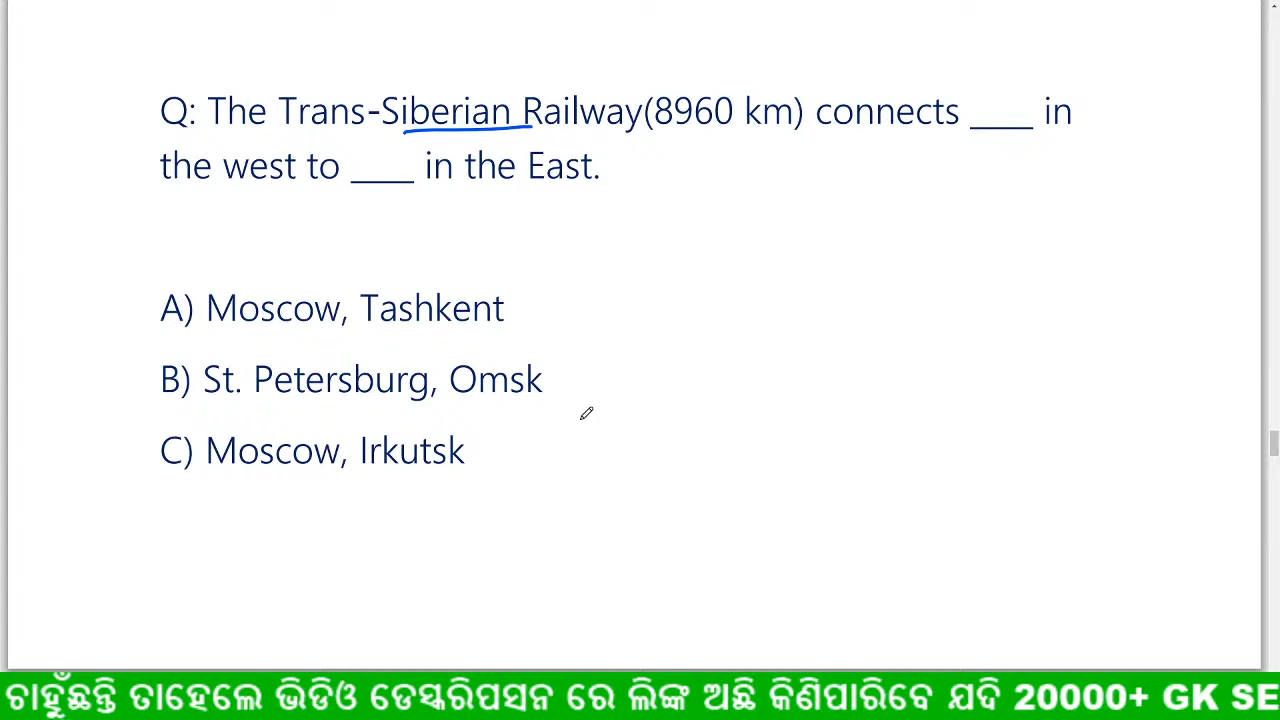 Q: The Trans-Siberian Railway(8960 km) connects ____ in
the west to ____ in the East.
A) Moscow, Tashkent
B) St. Petersburg, Omsk
C) Moscow, Irkutsk
ଚାହୁଁଛନ୍ତି ତାହେଲେ ଭିଡିଓ ଡେସ୍କରିପସନ ରେ ଲିଙ୍କ ଅଛି କିଣିପାରିବେ ଯଦି 20000+ GK SE